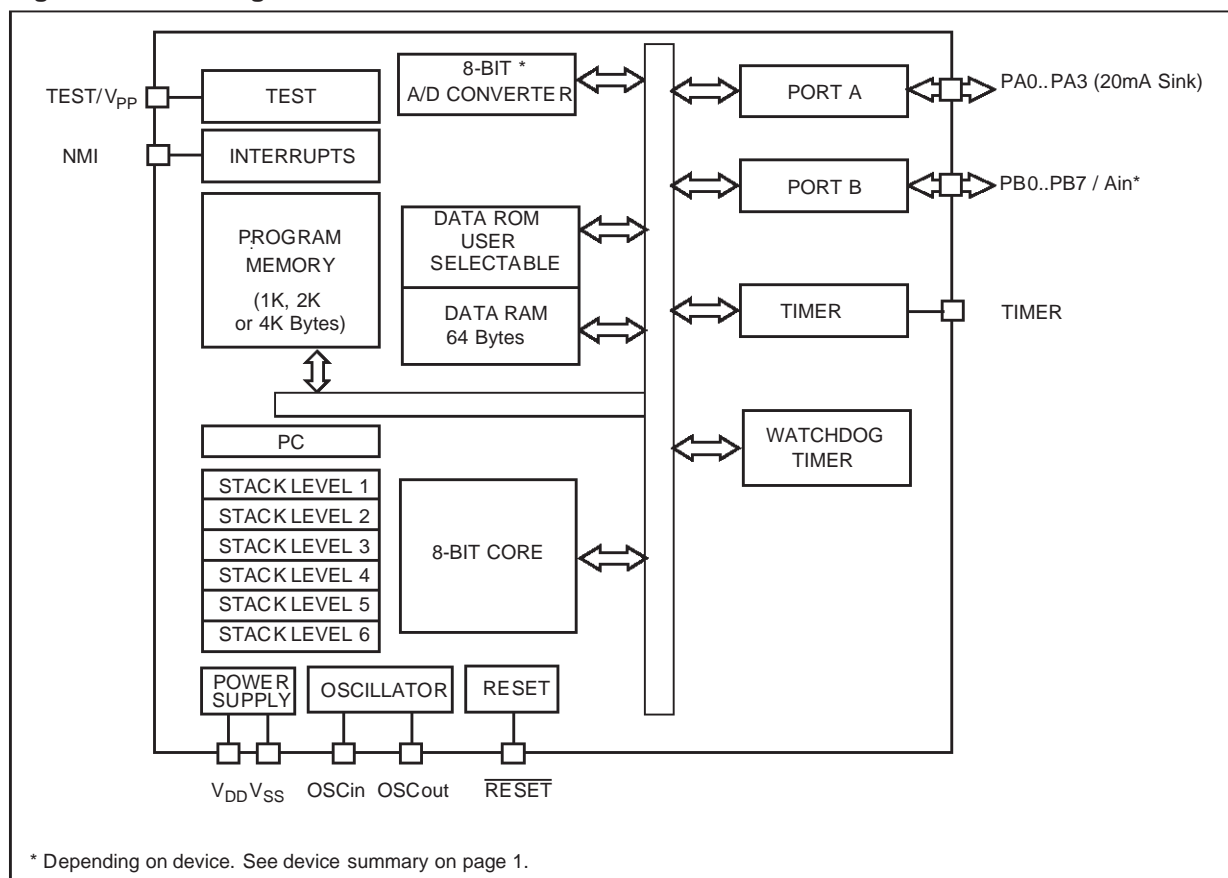 TEST/VPP
TEST
NMI
INTERRUPTS
PROGRAM
MEMORY
(1K, 2K
or 4K Bytes)
8-BIT *
A/D CONVERTER
DATA ROM
USER
SELECTABLE
DATA RAM
64 Bytes
PORT A
PA0..PA3 (20mA Sink)
PORT B
PB0..PB7 / Ain*
TIMER
TIMER
WATCHDOG
TIMER
PC
STACK LEVEL 1
STACK LEVEL 2
STACK LEVEL 3
STACK LEVEL 4
STACK LEVEL 5
STACK LEVEL 6
8-BIT CORE
POWER
SUPPLY
OSCILLATOR
RESET
VDD VSS
OSCin OSCout
RESET
* Depending on device. See device summary on page 1.